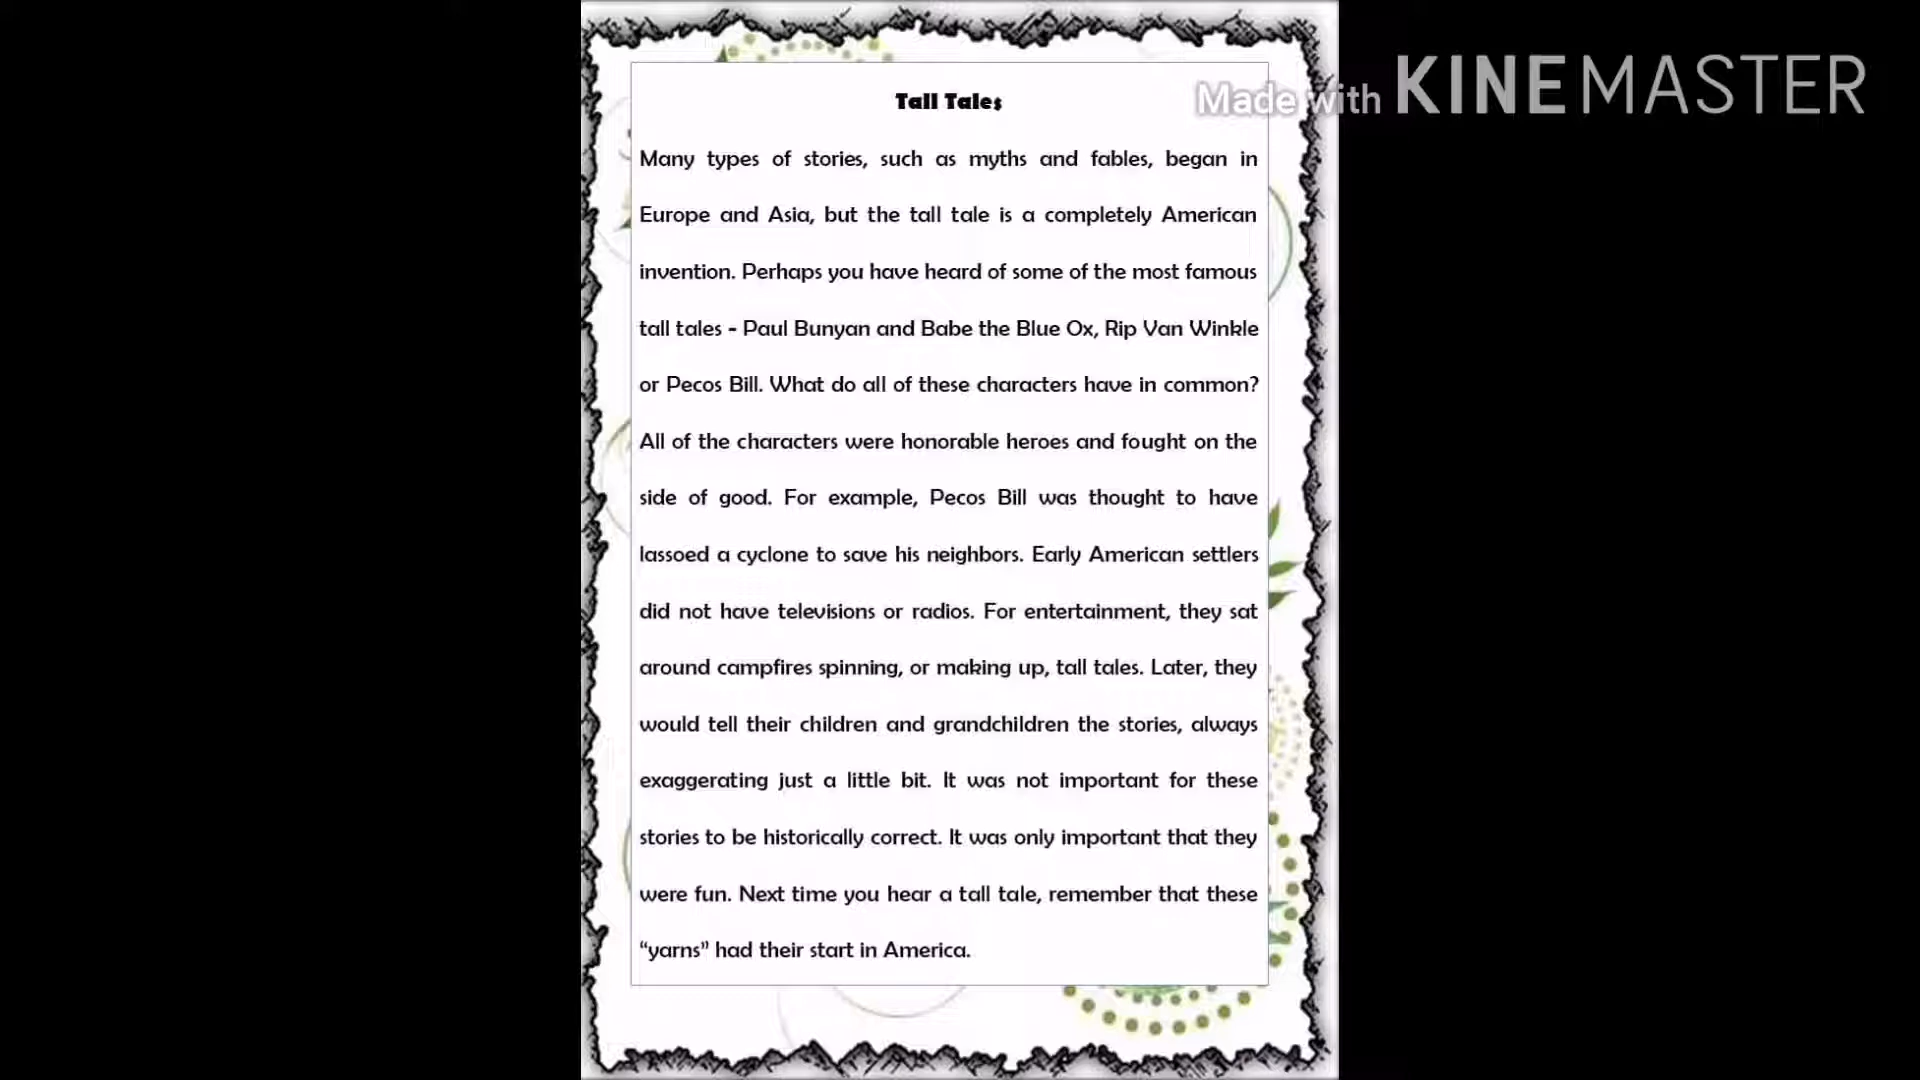 Made with KINEMASTER
Tall Tales
Many types of stories, such as myths and fables, began in
Europe and Asia, but the tall tale is a completely American
invention. Perhaps you have heard of some of the most famous
tall tales - Paul Bunyan and Babe the Blue Ox, Rip Van Winkle
or Pecos Bill. What do all of these characters have in common?
All of the characters were honorable heroes and fought on the
side of good. For example, Pecos Bill was thought to have
lassoed a cyclone to save his neighbors. Early American settlers
did not have televisions or radios. For entertainment, they sat
around campfires spinning, or making up, tall tales. Later, they
would tell their children and grandchildren the stories, always
exaggerating just a little bit. It was not important for these
stories to be historically correct. It was only important that they
were fun. Next time you hear a tall tale, remember that these
“yarns” had their start in America.